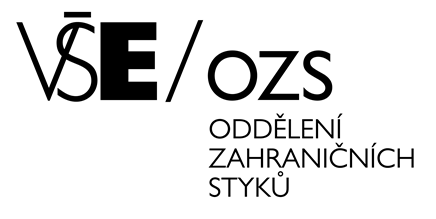 VŠE/OZS
ODDĚLENÍ
ZAHRANIČNÍCH
STYKŮ